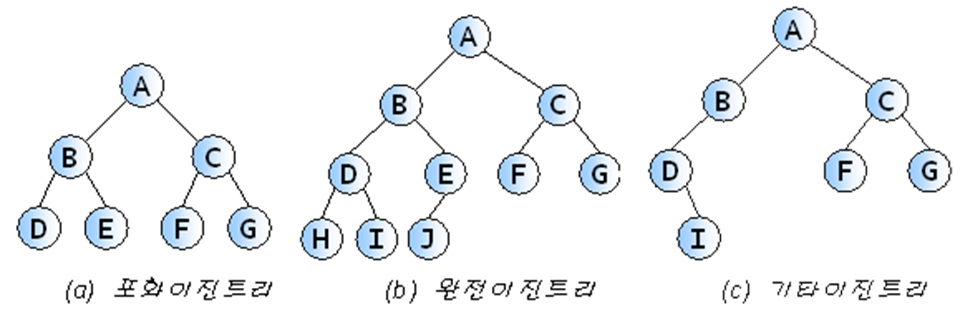 A
B C
D E F G
(a) 포화이진트리
A
B C
D E F G
H I J
(b) 완전이진트리
A
B C
D F G
I
(c) 기타이진트리